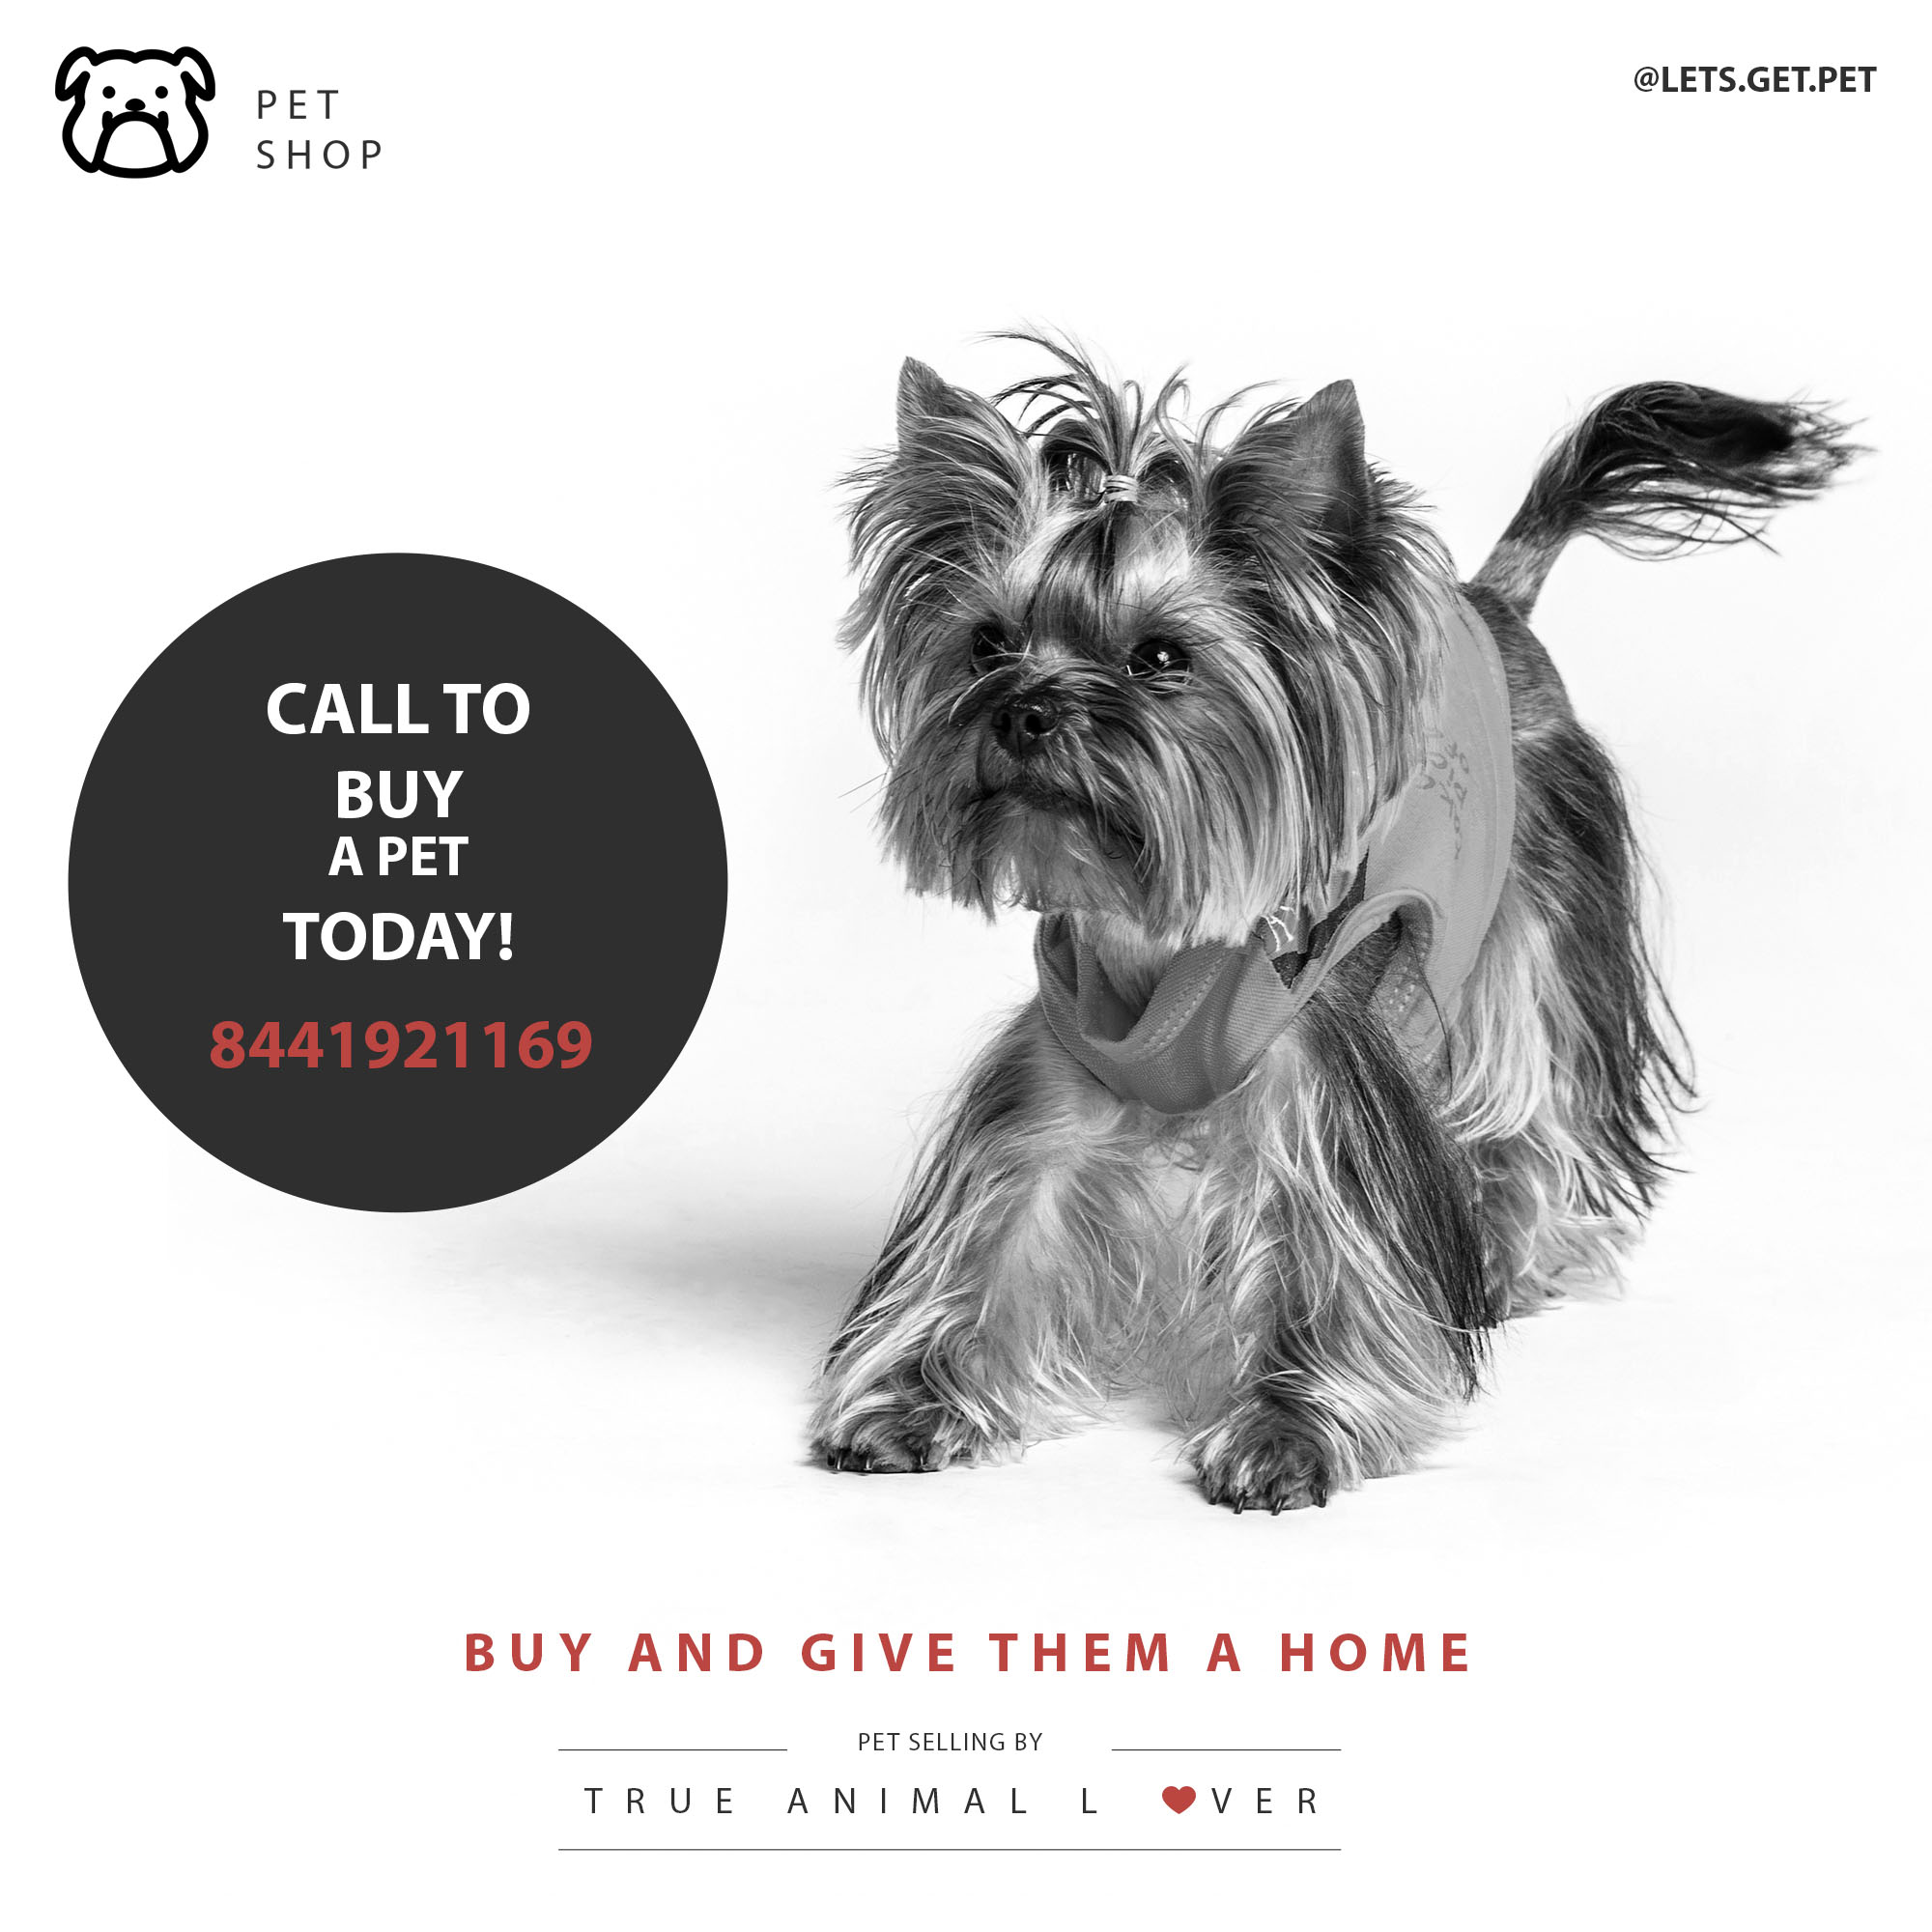 PET
SHOP
@LETS.GET.PET
CALL TO
BUY
A PET
TODAY!
8441921169
BUY AND GIVE THEM A HOME
PET SELLING BY
TRUE ANIMAL L❤VER